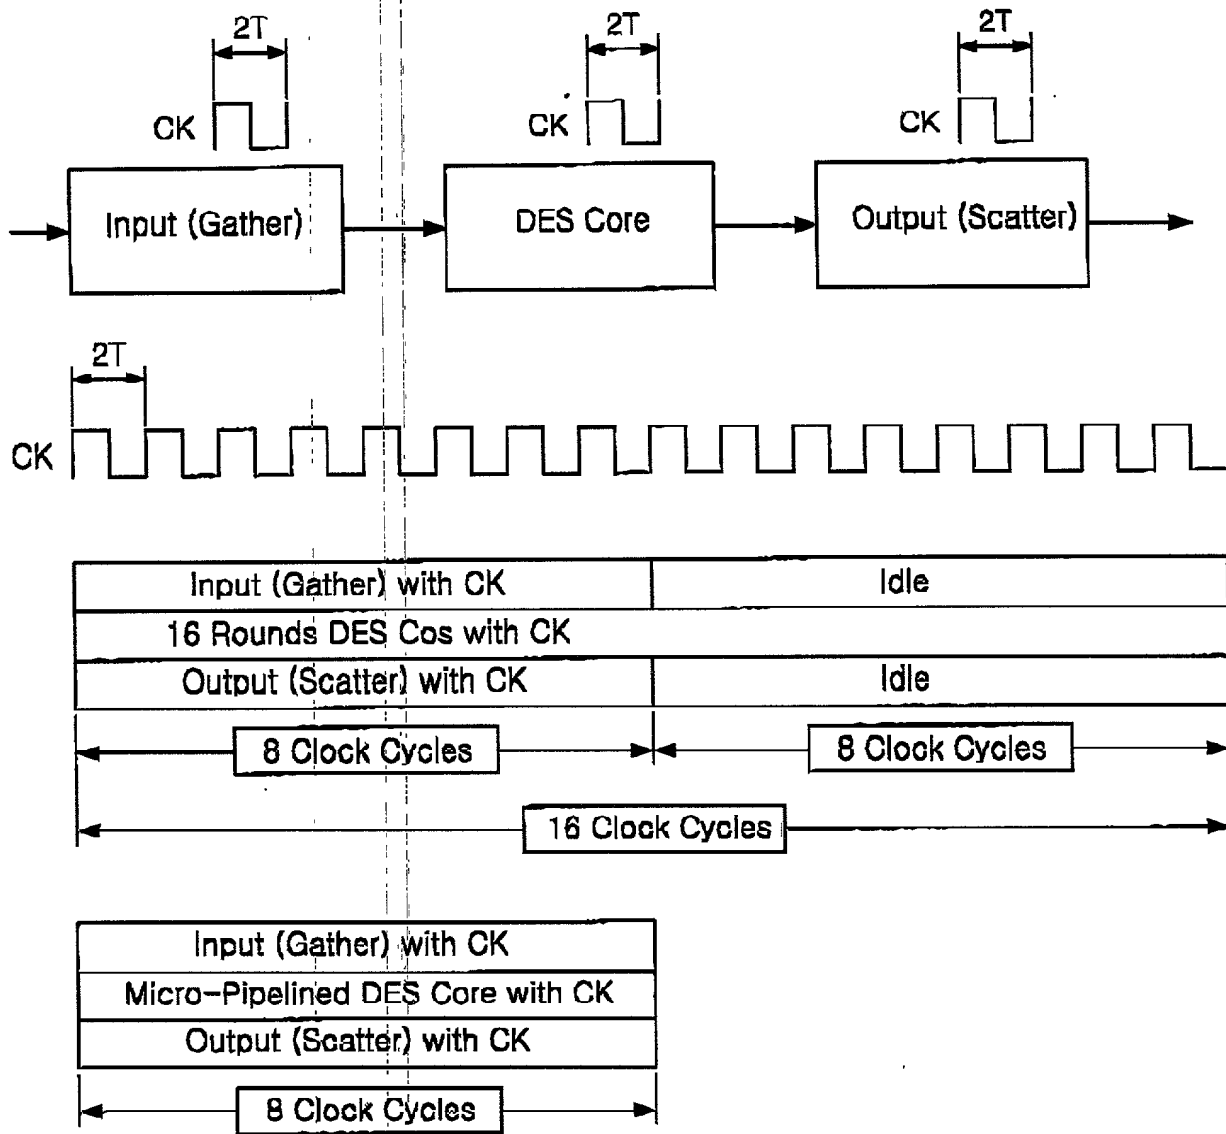 2T
2T
2T
CK
CK
CK
Input (Gather)
DES Core
Output (Scatter)
2T
CK
Input (Gather) with CK
Idle
16 Rounds DES Cos with CK
Output (Scatter) with CK
Idle
8 Clock Cycles
8 Clock Cycles
16 Clock Cycles
Input (Gather) with CK
Micro-Pipelined DES Core with CK
Output (Scatter) with CK
8 Clock Cycles